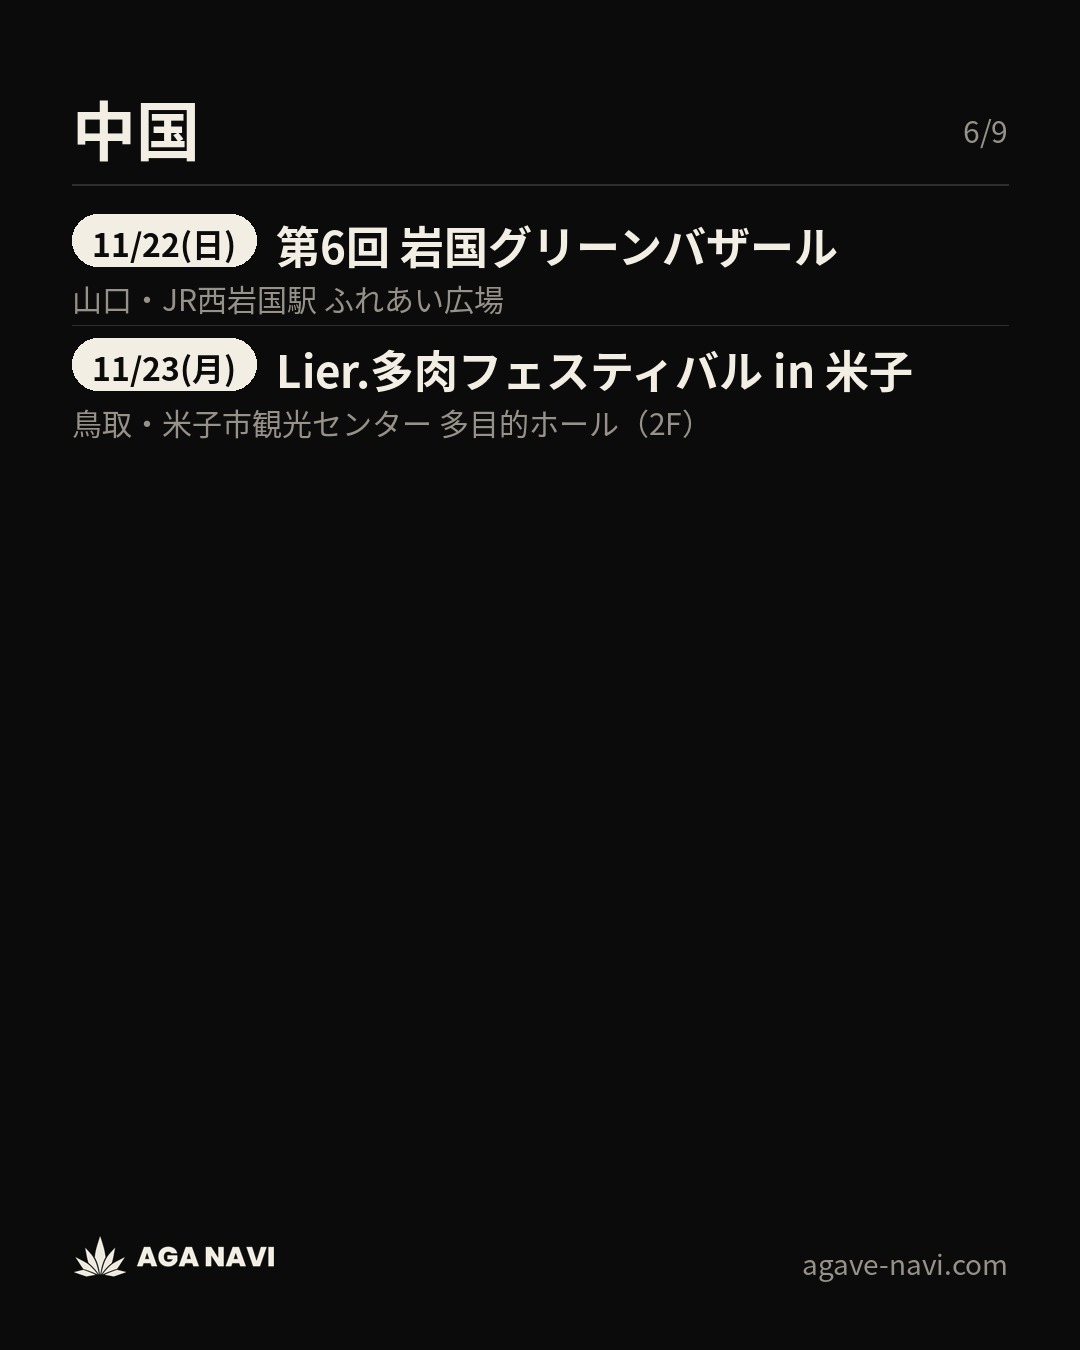 中国
6/9
11/22(日) 第6回 岩国グリーンバザール
山口・JR西岩国駅 ふれあい広場
11/23(月) Lier.多肉フェスティバル in 米子
鳥取・米子市観光センター 多目的ホール（2F）
AGA NAVI
agave-navi.com